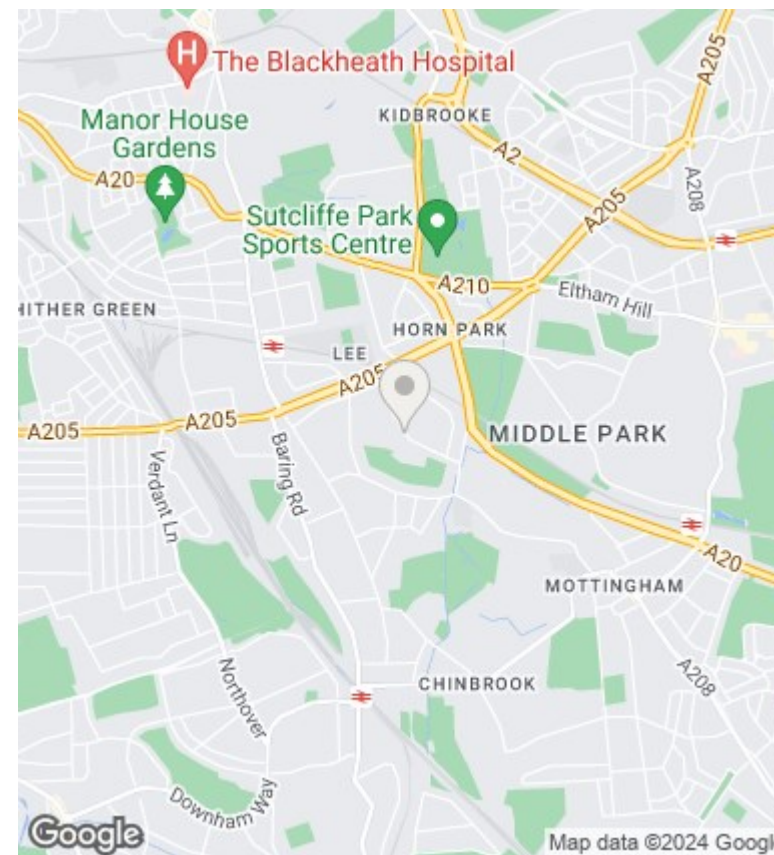 H The Blackheath Hospital
A205
KIDBROOKE
Manor House
Gardens
A2
A20
A208
A205
Sutcliffe Park
Sports Centre
A210
Eltham Hill
HITHER GREEN
HORN PARK
LEE
A205
A205
A205
MIDDLE PARK
Baring Rd
Verdant Ln
A20
MOTTINGHAM
A208
CHINBROOK
Northover
Downham Way
Google
Map data ©2024 Googl